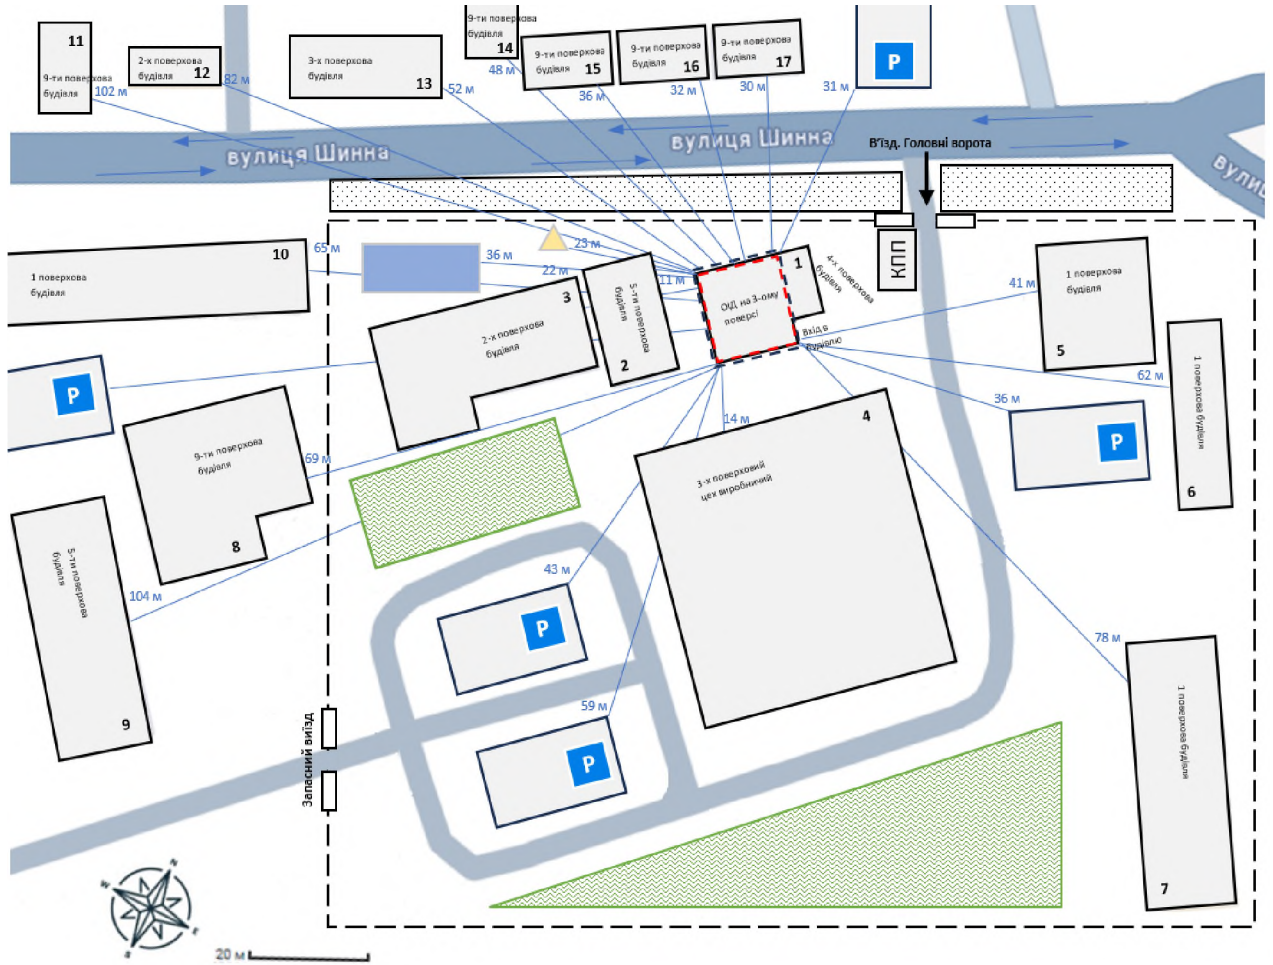 11
9-ти поверхова
будівля
102 м
2-х поверхова
будівля
12
82 м
3-х поверхова
будівля
13
52 м
9-ти поверхова
будівля
14
48 м
9-ти поверхова
будівля
15
36 м
9-ти поверхова
будівля
16
32 м
9-ти поверхова
будівля
17
30 м
31 м
P
вулиця Шинна
вулиця Шинна
В'їзд. Головні ворота
КПП
10
1 поверхова
будівля
65 м
36 м
23 м
22 м
11 м
3
2-х поверхова
будівля
5-ти поверхова
будівля
2
1
4-х поверхова
будівля
ОІД на 3-ому
поверсі
Вхід в
будівлю
41 м
1 поверхова
будівля
5
62 м
1 поверхова будівля
6
36 м
P
P
9-ти поверхова
будівля
8
69 м
14 м
4
3-х поверховий
цех виробничий
5-ти поверхова
будівля
9
104 м
43 м
P
59 м
P
78 м
1 поверхова будівля
7
Запасний виїзд
N
W
20 м